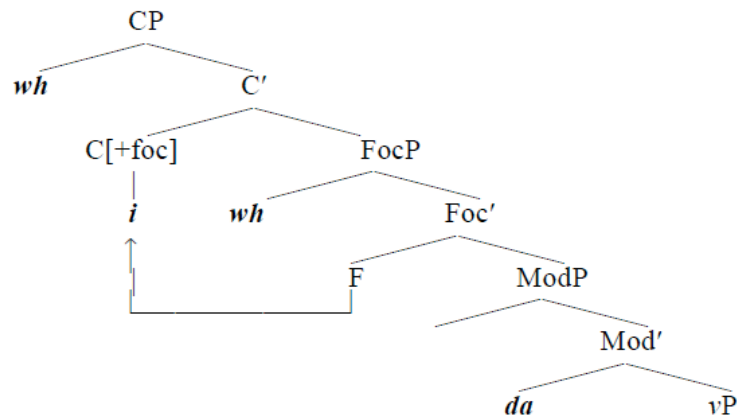 CP
wh C′
C[+foc] FocP
i wh Foc′
F ModP
Mod′
da vP